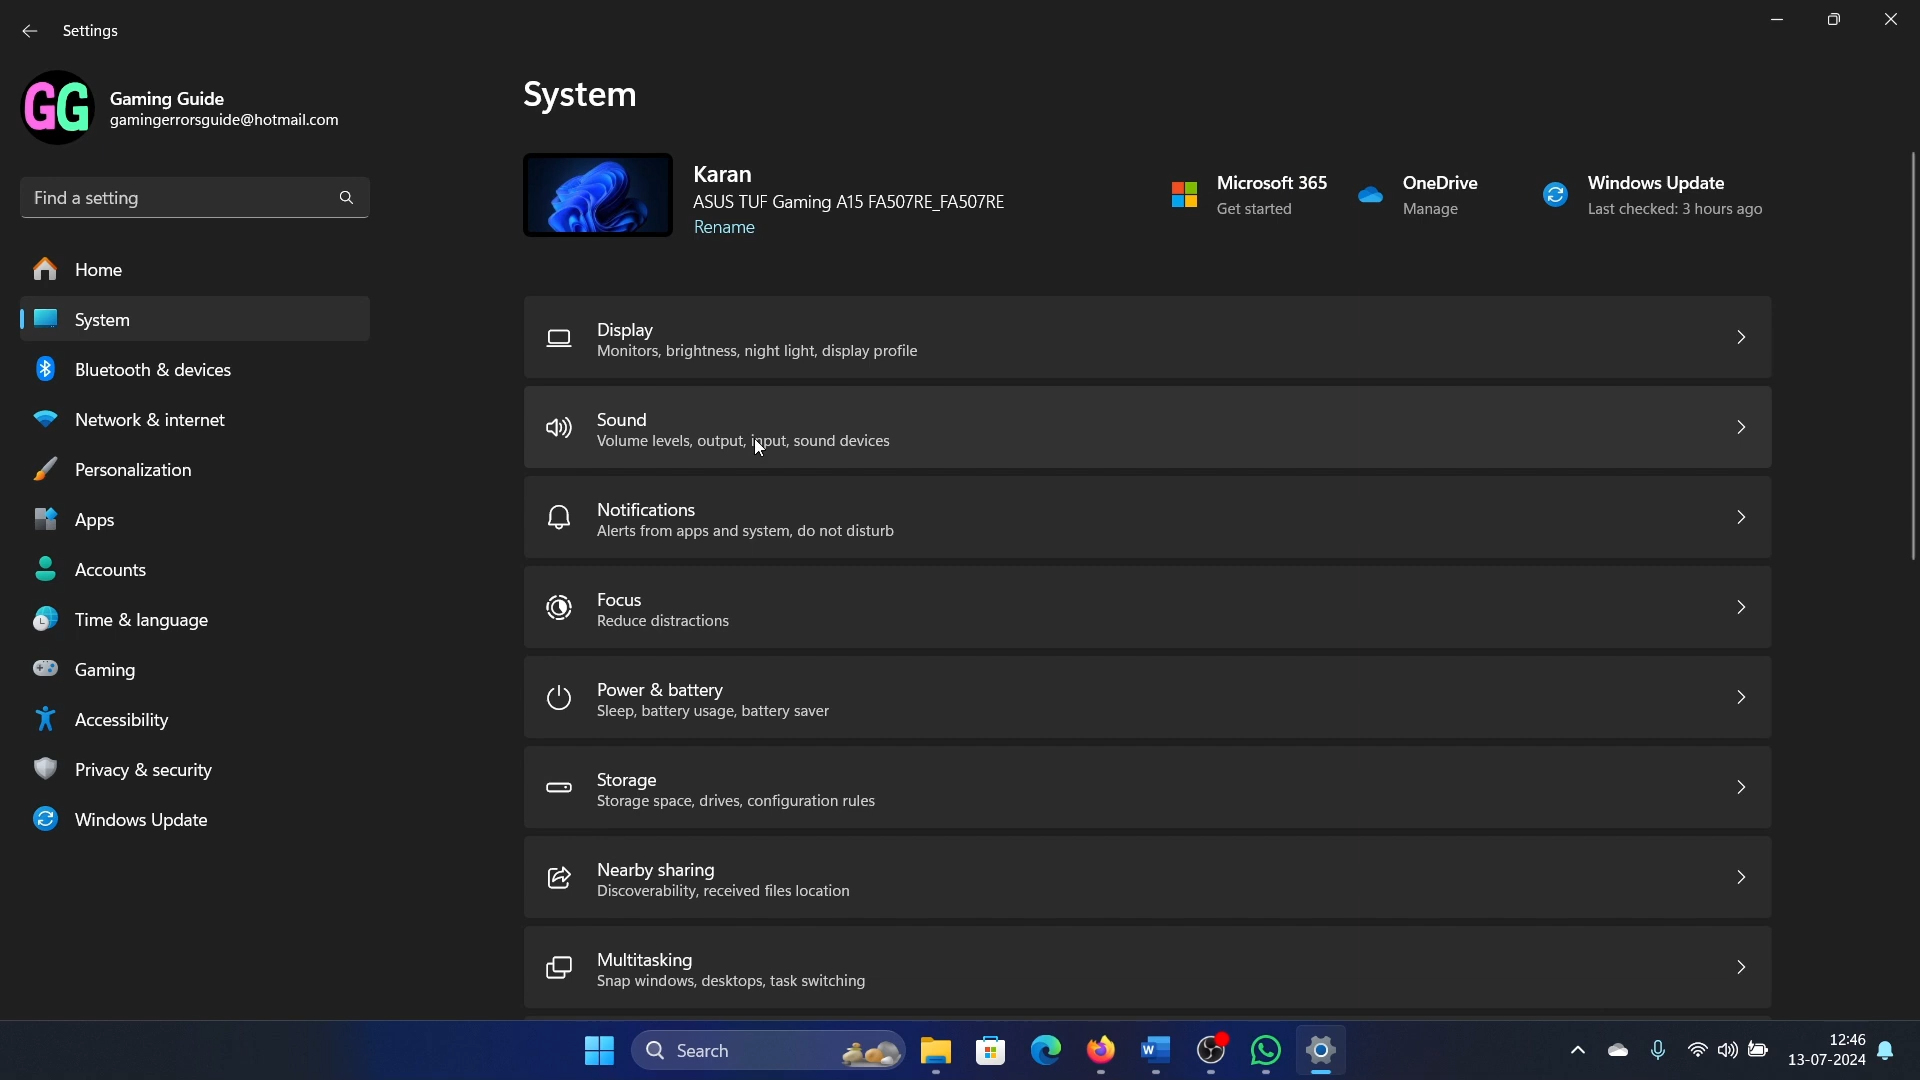 Settings
GG
Gaming Guide
gamingerrorsguide@hotmail.com
Find a setting
Home
System
Bluetooth & devices
Network & internet
Personalization
Apps
Accounts
Time & language
Gaming
Accessibility
Privacy & security
Windows Update
System
Karan
ASUS TUF Gaming A15 FA507RE_FA507RE
Rename
Microsoft 365
Get started
OneDrive
Manage
Windows Update
Last checked: 3 hours ago
Display
Monitors, brightness, night light, display profile
Sound
Volume levels, output, input, sound devices
Notifications
Alerts from apps and system, do not disturb
Focus
Reduce distractions
Power & battery
Sleep, battery usage, battery saver
Storage
Storage space, drives, configuration rules
Nearby sharing
Discoverability, received files location
Multitasking
Snap windows, desktops, task switching
Search
W
12:46
13-07-2024